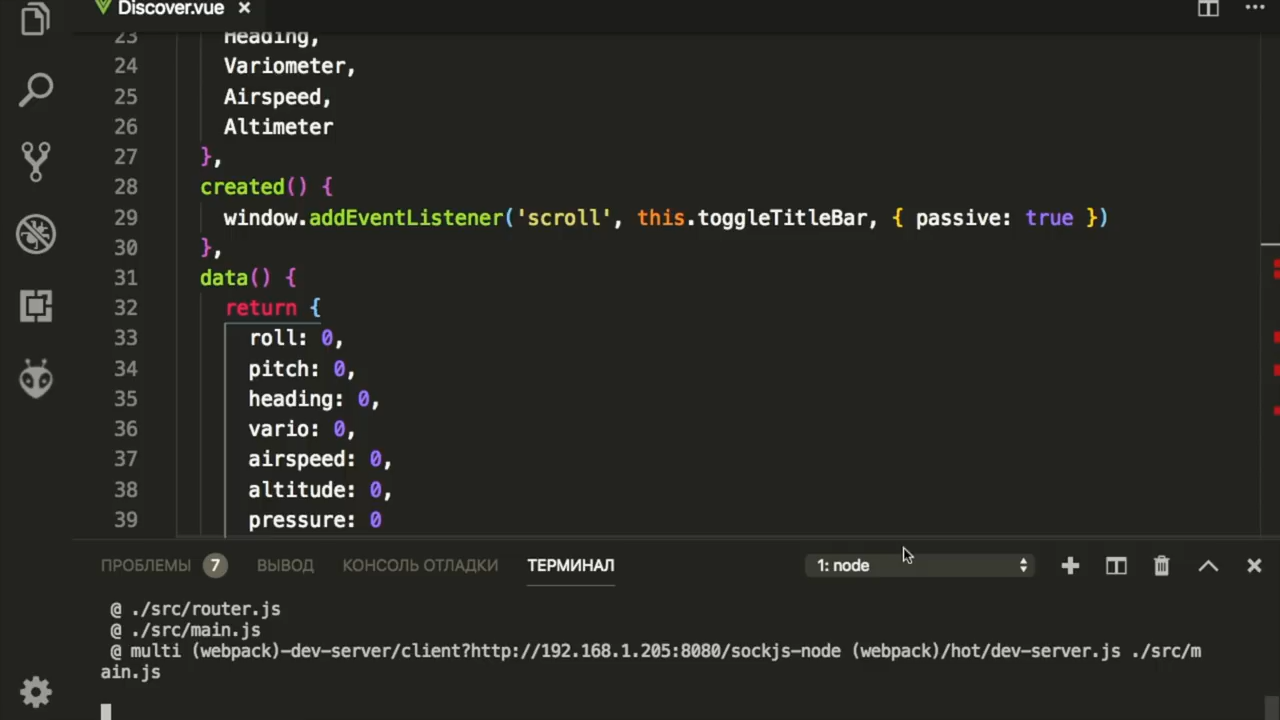 Discover.vue
23 Heading,
24 Variometer,
25 Airspeed,
26 Altimeter
27 },
28 created() {
29 window.addEventListener('scroll', this.toggleTitleBar, { passive: true })
30 },
31 data() {
32 return {
33 roll: 0,
34 pitch: 0,
35 heading: 0,
36 vario: 0,
37 airspeed: 0,
38 altitude: 0,
39 pressure: 0
ПРОБЛЕМЫ 7 ВЫВОД КОНСОЛЬ ОТЛАДКИ ТЕРМИНАЛ 1: node
@ ./src/router.js
@ ./src/main.js
@ multi (webpack)-dev-server/client?http://192.168.1.205:8080/sockjs-node (webpack)/hot/dev-server.js ./src/m
ain.js